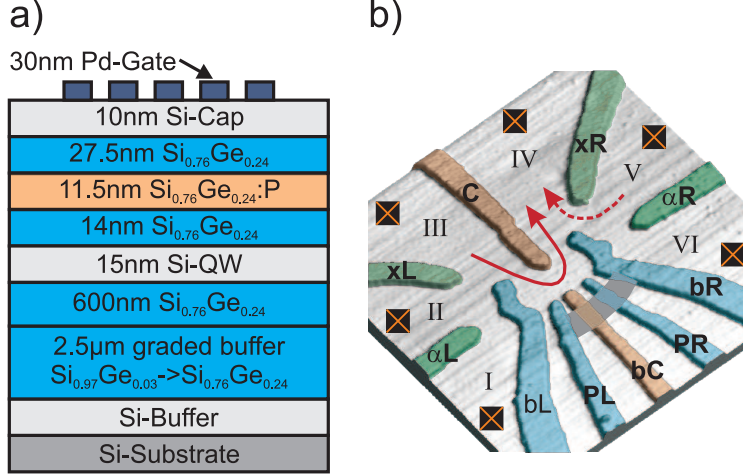 a)
30nm Pd-Gate
10nm Si-Cap
27.5nm Si0.76Ge0.24
11.5nm Si0.76Ge0.24:P
14nm Si0.76Ge0.24
15nm Si-QW
600nm Si0.76Ge0.24
2.5µm graded buffer
Si0.97Ge0.03->Si0.76Ge0.24
Si-Buffer
Si-Substrate
b)
xR
IV
V
C
αR
III
VI
xL
bR
II
αL
PR
I
bC
bL
PL